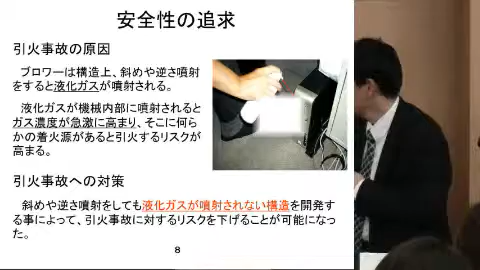 安全性の追求
引火事故の原因
ブロワーは構造上、斜めや逆さ噴射
をすると液化ガスが噴射される。
液化ガスが機械内部に噴射されると
ガス濃度が急激に高まり、そこに何ら
かの着火源があると引火するリスクが
高まる。
引火事故への対策
斜めや逆さ噴射をしても液化ガスが噴射されない構造を開発す
る事によって、引火事故に対するリスクを下げることが可能になっ
た。
8